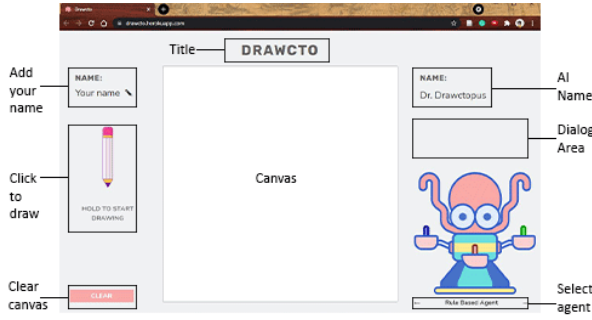 Drawcto
drawcto.herokuapp.com
Title
DRAWCTO
Add
your
name
NAME:
Your name
NAME:
Dr. Drawctopus
AI
Name
Dialog
Area
Click
to
draw
HOLD TO START
DRAWING
Canvas
Clear
canvas
CLEAR
Rule Based Agent
Select
agent